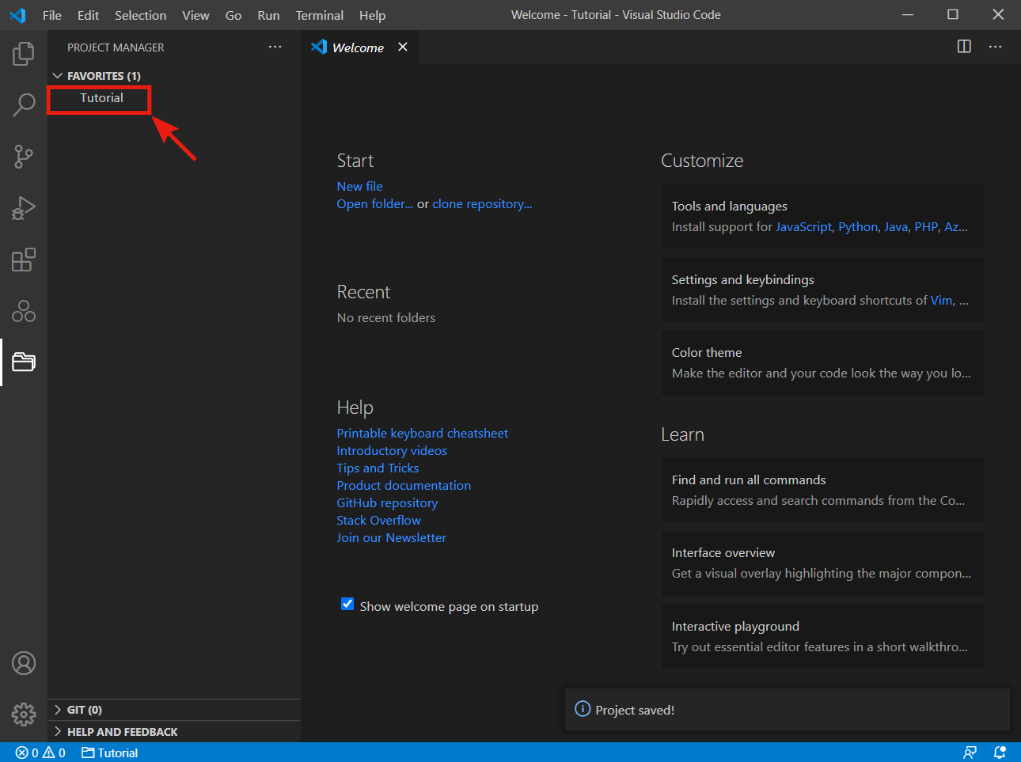 File Edit Selection View Go Run Terminal Help
Welcome - Tutorial - Visual Studio Code
PROJECT MANAGER
FAVORITES (1)
Tutorial
GIT (0)
HELP AND FEEDBACK
Welcome
Start
New file
Open folder... or clone repository...
Recent
No recent folders
Help
Printable keyboard cheatsheet
Introductory videos
Tips and Tricks
Product documentation
GitHub repository
Stack Overflow
Join our Newsletter
Show welcome page on startup
Customize
Tools and languages
Install support for JavaScript, Python, Java, PHP, Az...
Settings and keybindings
Install the settings and keyboard shortcuts of Vim, ...
Color theme
Make the editor and your code look the way you lo...
Learn
Find and run all commands
Rapidly access and search commands from the Co...
Interface overview
Get a visual overlay highlighting the major compon...
Interactive playground
Try out essential editor features in a short walkthro...
Project saved!
0 0 Tutorial